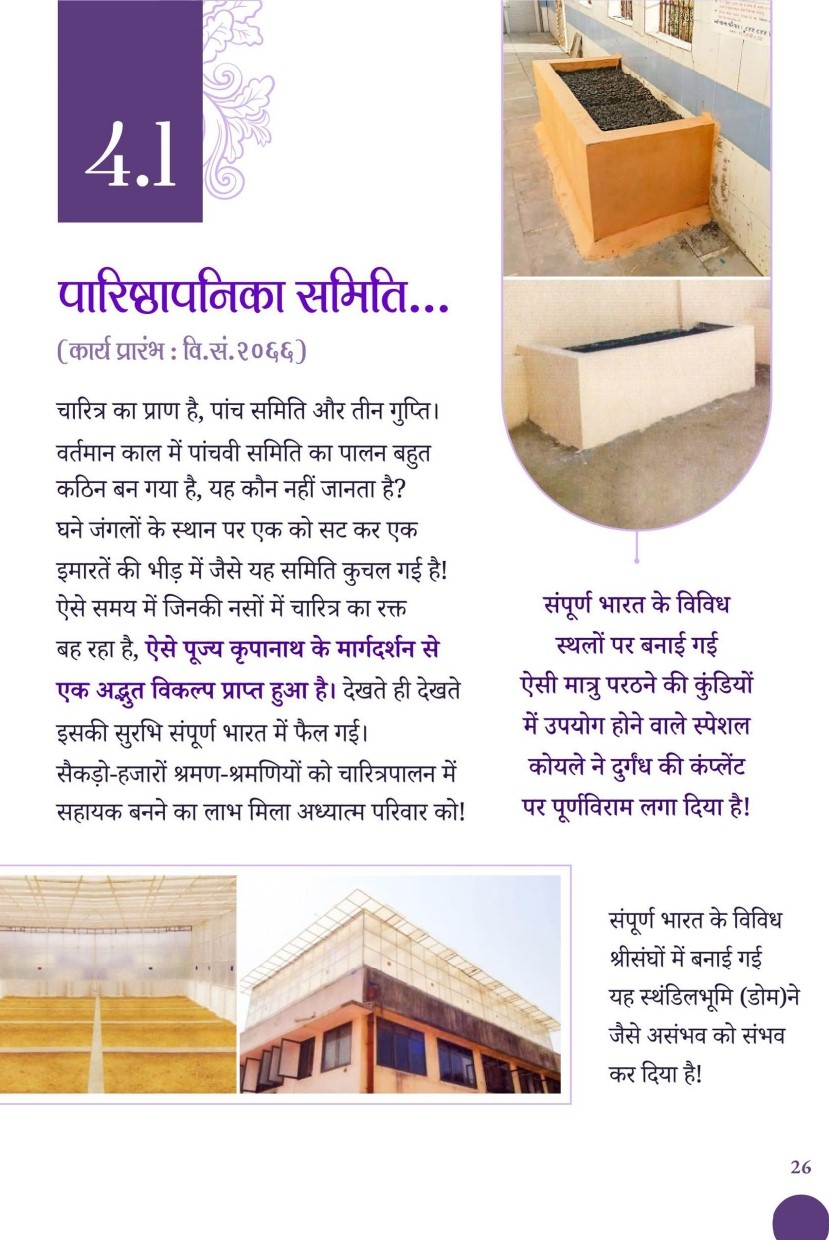 4.1
पारिष्ठापनिका समिति...
(कार्य प्रारंभ : वि.सं.२०६६)
चारित्र का प्राण है, पांच समिति और तीन गुप्ति।
वर्तमान काल में पांचवी समिति का पालन बहुत
कठिन बन गया है, यह कौन नहीं जानता है?
घने जंगलों के स्थान पर एक को सट कर एक
इमारतें की भीड़ में जैसे यह समिति कुचल गई है!
ऐसे समय में जिनकी नसों में चारित्र का रक्त
बह रहा है, ऐसे पूज्य कृपानाथ के मार्गदर्शन से
एक अद्भुत विकल्प प्राप्त हुआ है। देखते ही देखते
इसकी सुरभि संपूर्ण भारत में फैल गई।
सैकड़ो-हजारों श्रमण-श्रमणियों को चारित्रपालन में
सहायक बनने का लाभ मिला अध्यात्म परिवार को!
संपूर्ण भारत के विविध
स्थलों पर बनाई गई
ऐसी मात्रु परठने की कुंडियों
में उपयोग होने वाले स्पेशल
कोयले ने दुर्गंध की कंप्लेंट
पर पूर्णविराम लगा दिया है!
संपूर्ण भारत के विविध
श्रीसंघों में बनाई गई
यह स्थंडिलभूमि (डोम)ने
जैसे असंभव को संभव
कर दिया है!
26